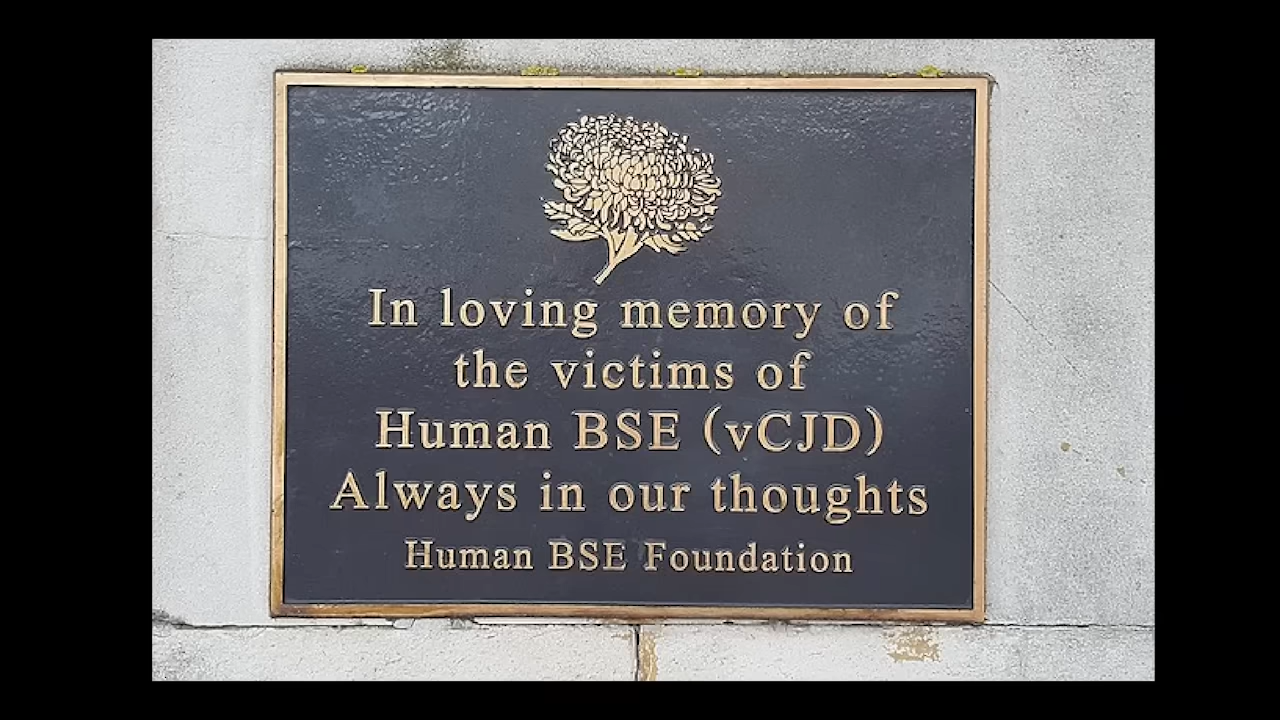 In loving memory of
the victims of
Human BSE (vCJD)
Always in our thoughts
Human BSE Foundation